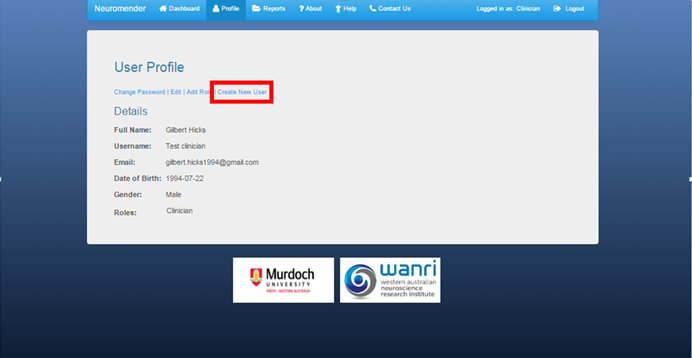 Neuromender Dashboard Profile Reports ? About Help Contact Us Logged in as: Clinician Logout
User Profile
Change Password | Edit | Add Role | Create New User
Details
Full Name: Gilbert Hicks
Username: Test clinician
Email: gilbert.hicks1994@gmail.com
Date of Birth: 1994-07-22
Gender: Male
Roles: Clinician
Murdoch
UNIVERSITY
PERTH - WESTERN AUSTRALIA
wanri
western australian
neuroscience
research institute